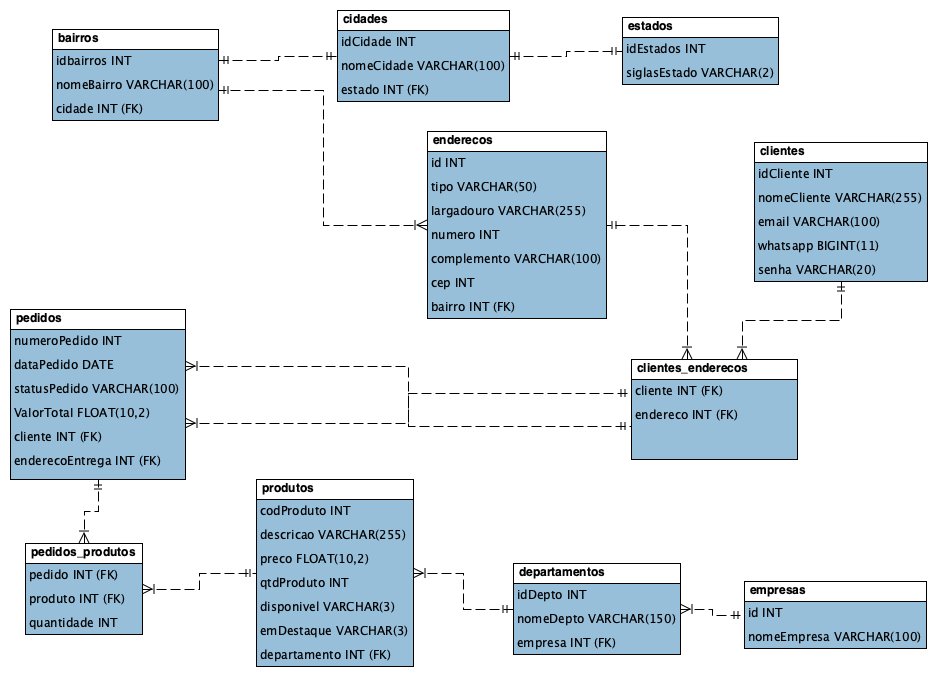 bairros
idbairros INT
nomeBairro VARCHAR(100)
cidade INT (FK)
cidades
idCidade INT
nomeCidade VARCHAR(100)
estado INT (FK)
estados
idEstados INT
siglasEstado VARCHAR(2)
enderecos
id INT
tipo VARCHAR(50)
largadouro VARCHAR(255)
numero INT
complemento VARCHAR(100)
cep INT
bairro INT (FK)
clientes
idCliente INT
nomeCliente VARCHAR(255)
email VARCHAR(100)
whatsapp BIGINT(11)
senha VARCHAR(20)
pedidos
numeroPedido INT
dataPedido DATE
statusPedido VARCHAR(100)
ValorTotal FLOAT(10,2)
cliente INT (FK)
enderecoEntrega INT (FK)
clientes_enderecos
cliente INT (FK)
endereco INT (FK)
pedidos_produtos
pedido INT (FK)
produto INT (FK)
quantidade INT
produtos
codProduto INT
descricao VARCHAR(255)
preco FLOAT(10,2)
qtdProduto INT
disponivel VARCHAR(3)
emDestaque VARCHAR(3)
departamento INT (FK)
departamentos
idDepto INT
nomeDepto VARCHAR(150)
empresa INT (FK)
empresas
id INT
nomeEmpresa VARCHAR(100)